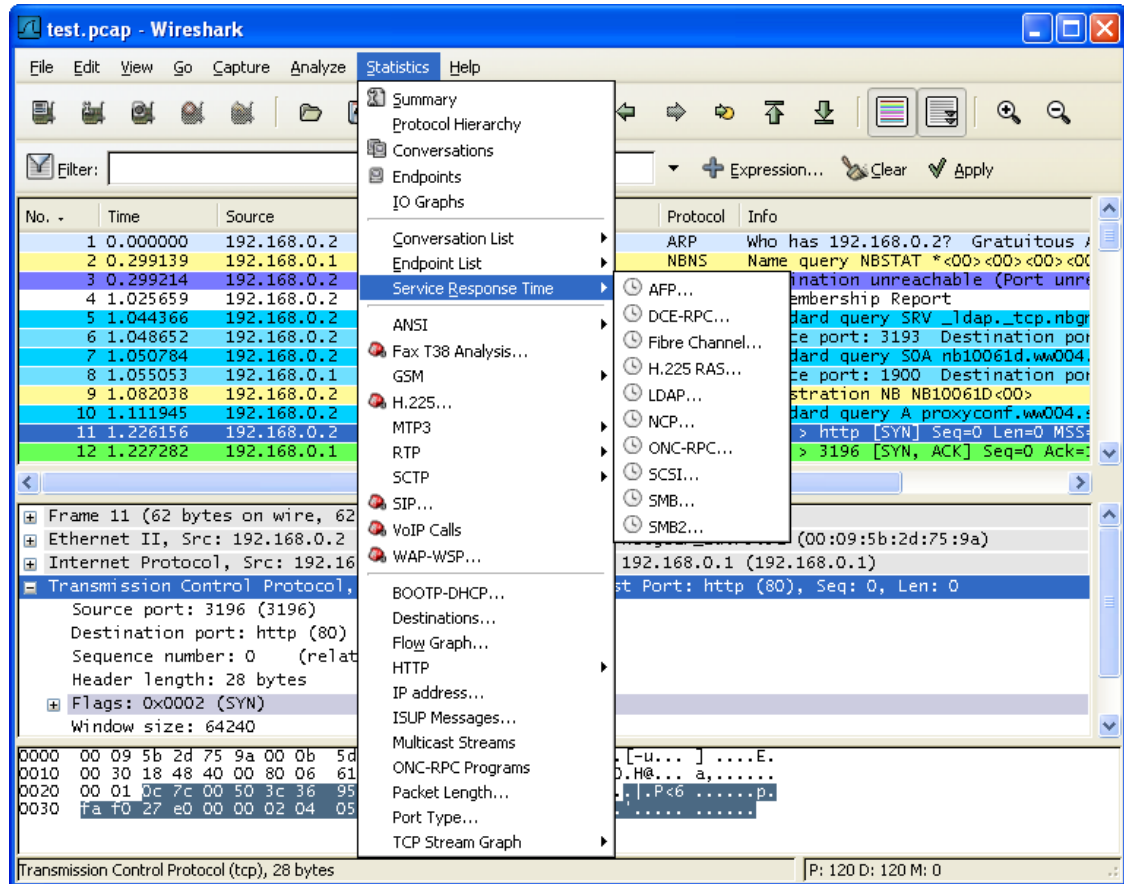 test.pcap - Wireshark
File Edit View Go Capture Analyze Statistics Help
Filter: Expression... Clear Apply
Summary
Protocol Hierarchy
Conversations
Endpoints
IO Graphs
Conversation List
Endpoint List
Service Response Time
ANSI
Fax T38 Analysis...
GSM
H.225...
MTP3
RTP
SCTP
SIP...
VoIP Calls
WAP-WSP...
BOOTP-DHCP...
Destinations...
Flow Graph...
HTTP
IP address...
ISUP Messages...
Multicast Streams
ONC-RPC Programs
Packet Length...
Port Type...
TCP Stream Graph
AFP...
DCE-RPC...
Fibre Channel...
H.225 RAS...
LDAP...
NCP...
ONC-RPC...
SCSI...
SMB...
SMB2...
No. Time Source Protocol Info
1 0.000000 192.168.0.2 ARP Who has 192.168.0.2? Gratuitous
2 0.299139 192.168.0.1 NBNS Name query NBSTAT *<00><00><00><00
3 0.299214 192.168.0.2 ination unreachable (Port unre
4 1.025659 192.168.0.2 embership Report
5 1.044366 192.168.0.2 dard query SRV _ldap._tcp.nbgr
6 1.048652 192.168.0.2 ce port: 3193 Destination por
7 1.050784 192.168.0.2 dard query SOA nb10061d.ww004.
8 1.055053 192.168.0.1 ce port: 1900 Destination por
9 1.082038 192.168.0.2 stration NB NB10061D<00>
10 1.111945 192.168.0.2 dard query A proxyconf.ww004.s
11 1.226156 192.168.0.2 > http [SYN] Seq=0 Len=0 MSS=
12 1.227282 192.168.0.1 > 3196 [SYN, ACK] Seq=0 Ack=1
Frame 11 (62 bytes on wire, 62
Ethernet II, Src: 192.168.0.2 (00:09:5b:2d:75:9a)
Internet Protocol, Src: 192.16 192.168.0.1 (192.168.0.1)
Transmission Control Protocol, st Port: http (80), Seq: 0, Len: 0
Source port: 3196 (3196)
Destination port: http (80)
Sequence number: 0 (relat
Header length: 28 bytes
Flags: 0x0002 (SYN)
Window size: 64240
0000 00 09 5b 2d 75 9a 00 0b 5d .[-u... ] ....E.
0010 00 30 18 48 40 00 80 06 61 0.H@... a,......
0020 00 01 0c 7c 00 50 3c 36 95 ..|.P<6 ......p.
0030 fa f0 27 e0 00 00 02 04 05 ..'..... ......
Transmission Control Protocol (tcp), 28 bytes P: 120 D: 120 M: 0